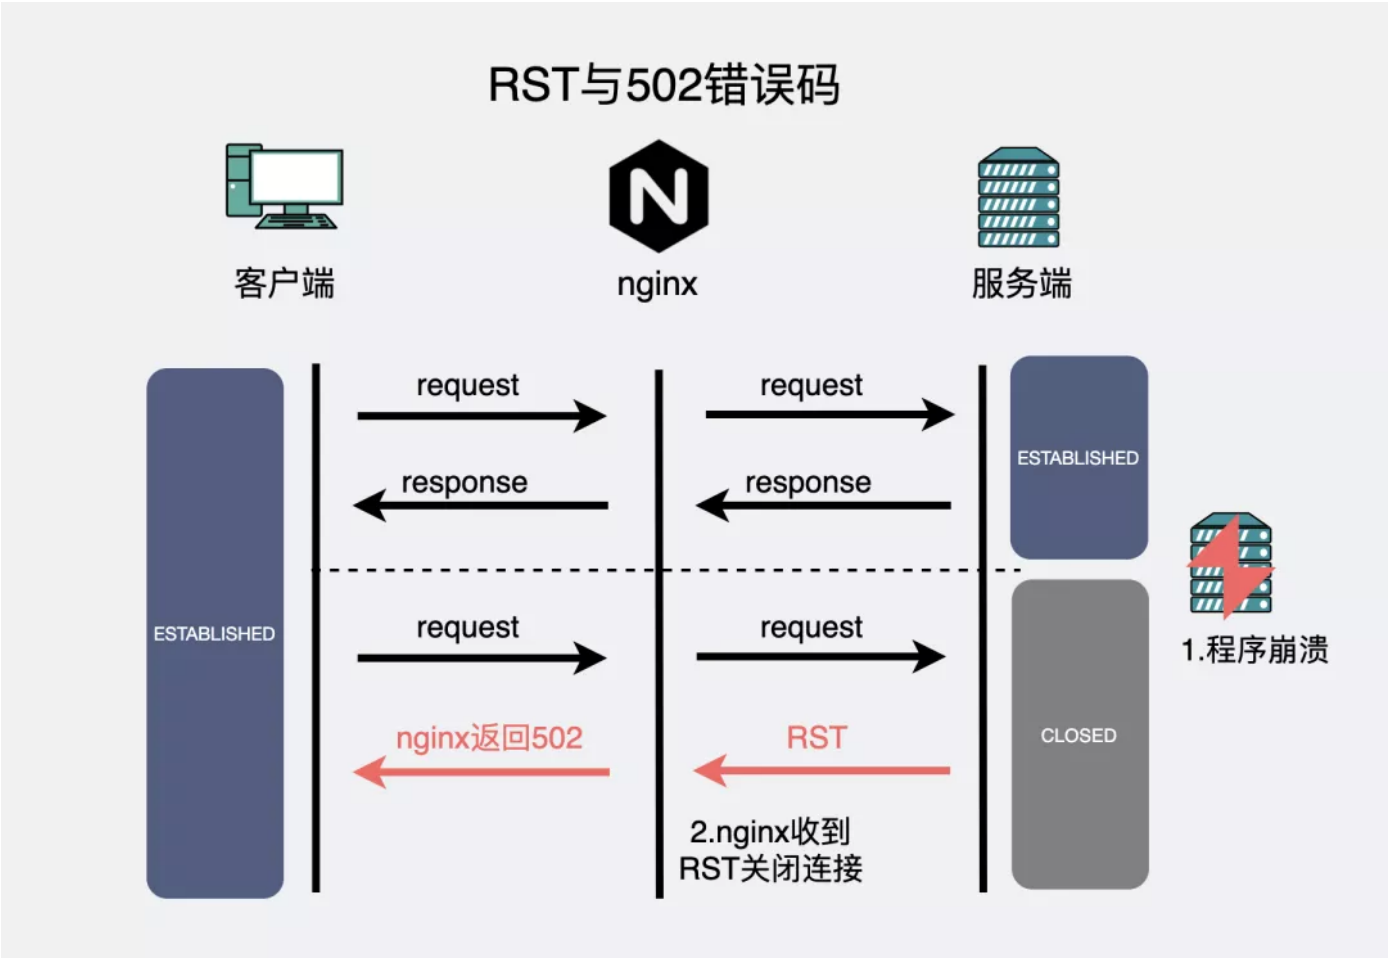 RST与502错误码
N
客户端
nginx
服务端
request
request
ESTABLISHED
response
response
ESTABLISHED
request
request
1.程序崩溃
nginx返回502
RST
CLOSED
2.nginx收到
RST关闭连接